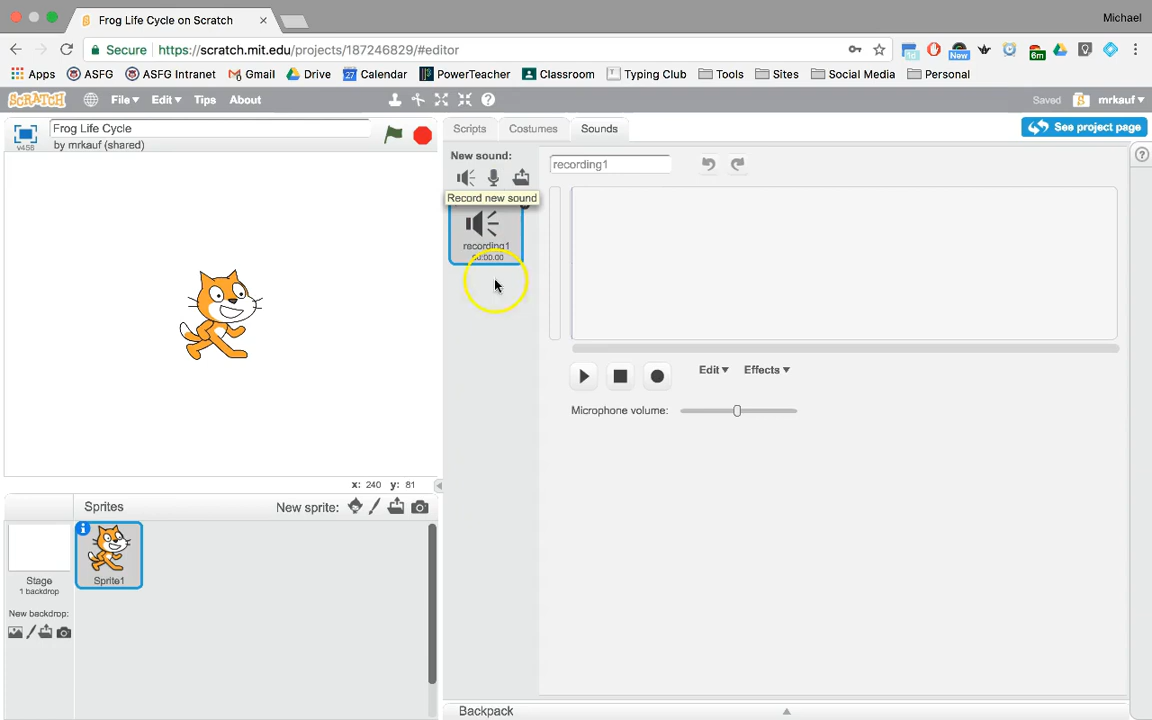 Frog Life Cycle on Scratch
Michael
Secure https://scratch.mit.edu/projects/187246829/#editor
1d New 6m
Apps ASFG ASFG Intranet Gmail Drive 27 Calendar PowerTeacher Classroom Typing Club Tools Sites Social Media Personal
SCRATCH File Edit Tips About Saved mrkauf
Frog Life Cycle
by mrkauf (shared)
v458
Scripts Costumes Sounds
See project page
New sound:
recording1
Record new sound
recording1
00:00.00
Edit Effects
Microphone volume:
x: 240 y: 81
Sprites New sprite:
Sprite1
Stage
1 backdrop
New backdrop:
Backpack